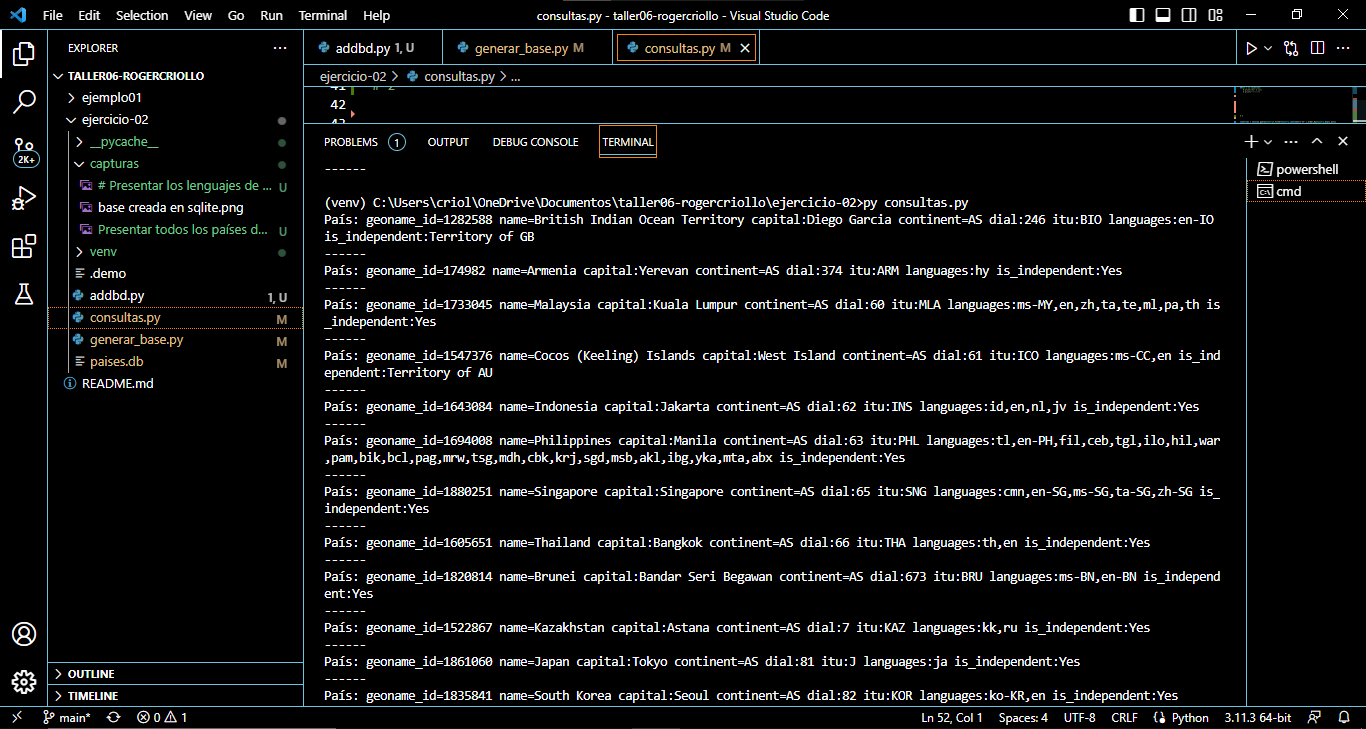 File Edit Selection View Go Run Terminal Help
consultas.py - taller06-rogercriollo - Visual Studio Code
EXPLORER
TALLER06-ROGERCRIOLLO
ejemplo01
ejercicio-02
__pycache__
capturas
# Presentar los lenguajes de ... U
base creada en sqlite.png
Presentar todos los países d... U
venv
.demo
addbd.py 1, U
consultas.py M
generar_base.py M
paises.db M
README.md
OUTLINE
TIMELINE
2K+
addbd.py 1, U
generar_base.py M
consultas.py M
ejercicio-02 > consultas.py > ...
42
PROBLEMS 1 OUTPUT DEBUG CONSOLE TERMINAL
powershell
cmd
------
(venv) C:\Users\criol\OneDrive\Documentos\taller06-rogercriollo\ejercicio-02>py consultas.py
País: geoname_id=1282588 name=British Indian Ocean Territory capital:Diego Garcia continent=AS dial:246 itu:BIO languages:en-IO
is_independent:Territory of GB
------
País: geoname_id=174982 name=Armenia capital:Yerevan continent=AS dial:374 itu:ARM languages:hy is_independent:Yes
------
País: geoname_id=1733045 name=Malaysia capital:Kuala Lumpur continent=AS dial:60 itu:MLA languages:ms-MY,en,zh,ta,te,ml,pa,th is
_independent:Yes
------
País: geoname_id=1547376 name=Cocos (Keeling) Islands capital:West Island continent=AS dial:61 itu:ICO languages:ms-CC,en is_ind
ependent:Territory of AU
------
País: geoname_id=1643084 name=Indonesia capital:Jakarta continent=AS dial:62 itu:INS languages:id,en,nl,jv is_independent:Yes
------
País: geoname_id=1694008 name=Philippines capital:Manila continent=AS dial:63 itu:PHL languages:tl,en-PH,fil,ceb,tgl,ilo,hil,war
,pam,bik,bcl,pag,mrw,tsg,mdh,cbk,krj,sgd,msb,akl,ibg,yka,mta,abx is_independent:Yes
------
País: geoname_id=1880251 name=Singapore capital:Singapore continent=AS dial:65 itu:SNG languages:cmn,en-SG,ms-SG,ta-SG,zh-SG is_
independent:Yes
------
País: geoname_id=1605651 name=Thailand capital:Bangkok continent=AS dial:66 itu:THA languages:th,en is_independent:Yes
------
País: geoname_id=1820814 name=Brunei capital:Bandar Seri Begawan continent=AS dial:673 itu:BRU languages:ms-BN,en-BN is_independ
ent:Yes
------
País: geoname_id=1522867 name=Kazakhstan capital:Astana continent=AS dial:7 itu:KAZ languages:kk,ru is_independent:Yes
------
País: geoname_id=1861060 name=Japan capital:Tokyo continent=AS dial:81 itu:J languages:ja is_independent:Yes
------
País: geoname_id=1835841 name=South Korea capital:Seoul continent=AS dial:82 itu:KOR languages:ko-KR,en is_independent:Yes
main* 0 1
Ln 52, Col 1 Spaces: 4 UTF-8 CRLF Python 3.11.3 64-bit